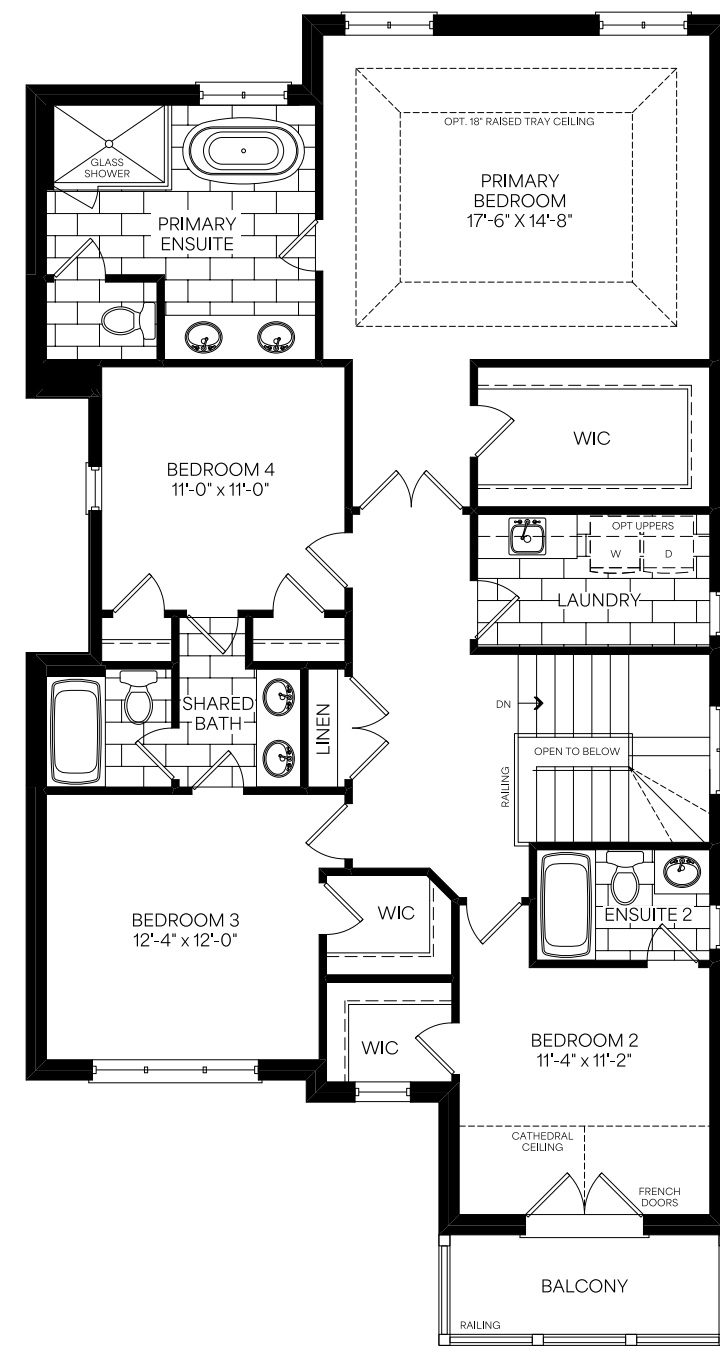 OPT. 18" RAISED TRAY CEILING
GLASS
SHOWER
PRIMARY
BEDROOM
17'-6" X 14'-8"
PRIMARY
ENSUITE
WIC
BEDROOM 4
11'-0" x 11'-0"
OPT UPPERS
W
D
LAUNDRY
SHARED
BATH
LINEN
DN
OPEN TO BELOW
RAILING
BEDROOM 3
12'-4" x 12'-0"
WIC
ENSUITE 2
WIC
BEDROOM 2
11'-4" x 11'-2"
CATHEDRAL
CEILING
FRENCH
DOORS
BALCONY
RAILING